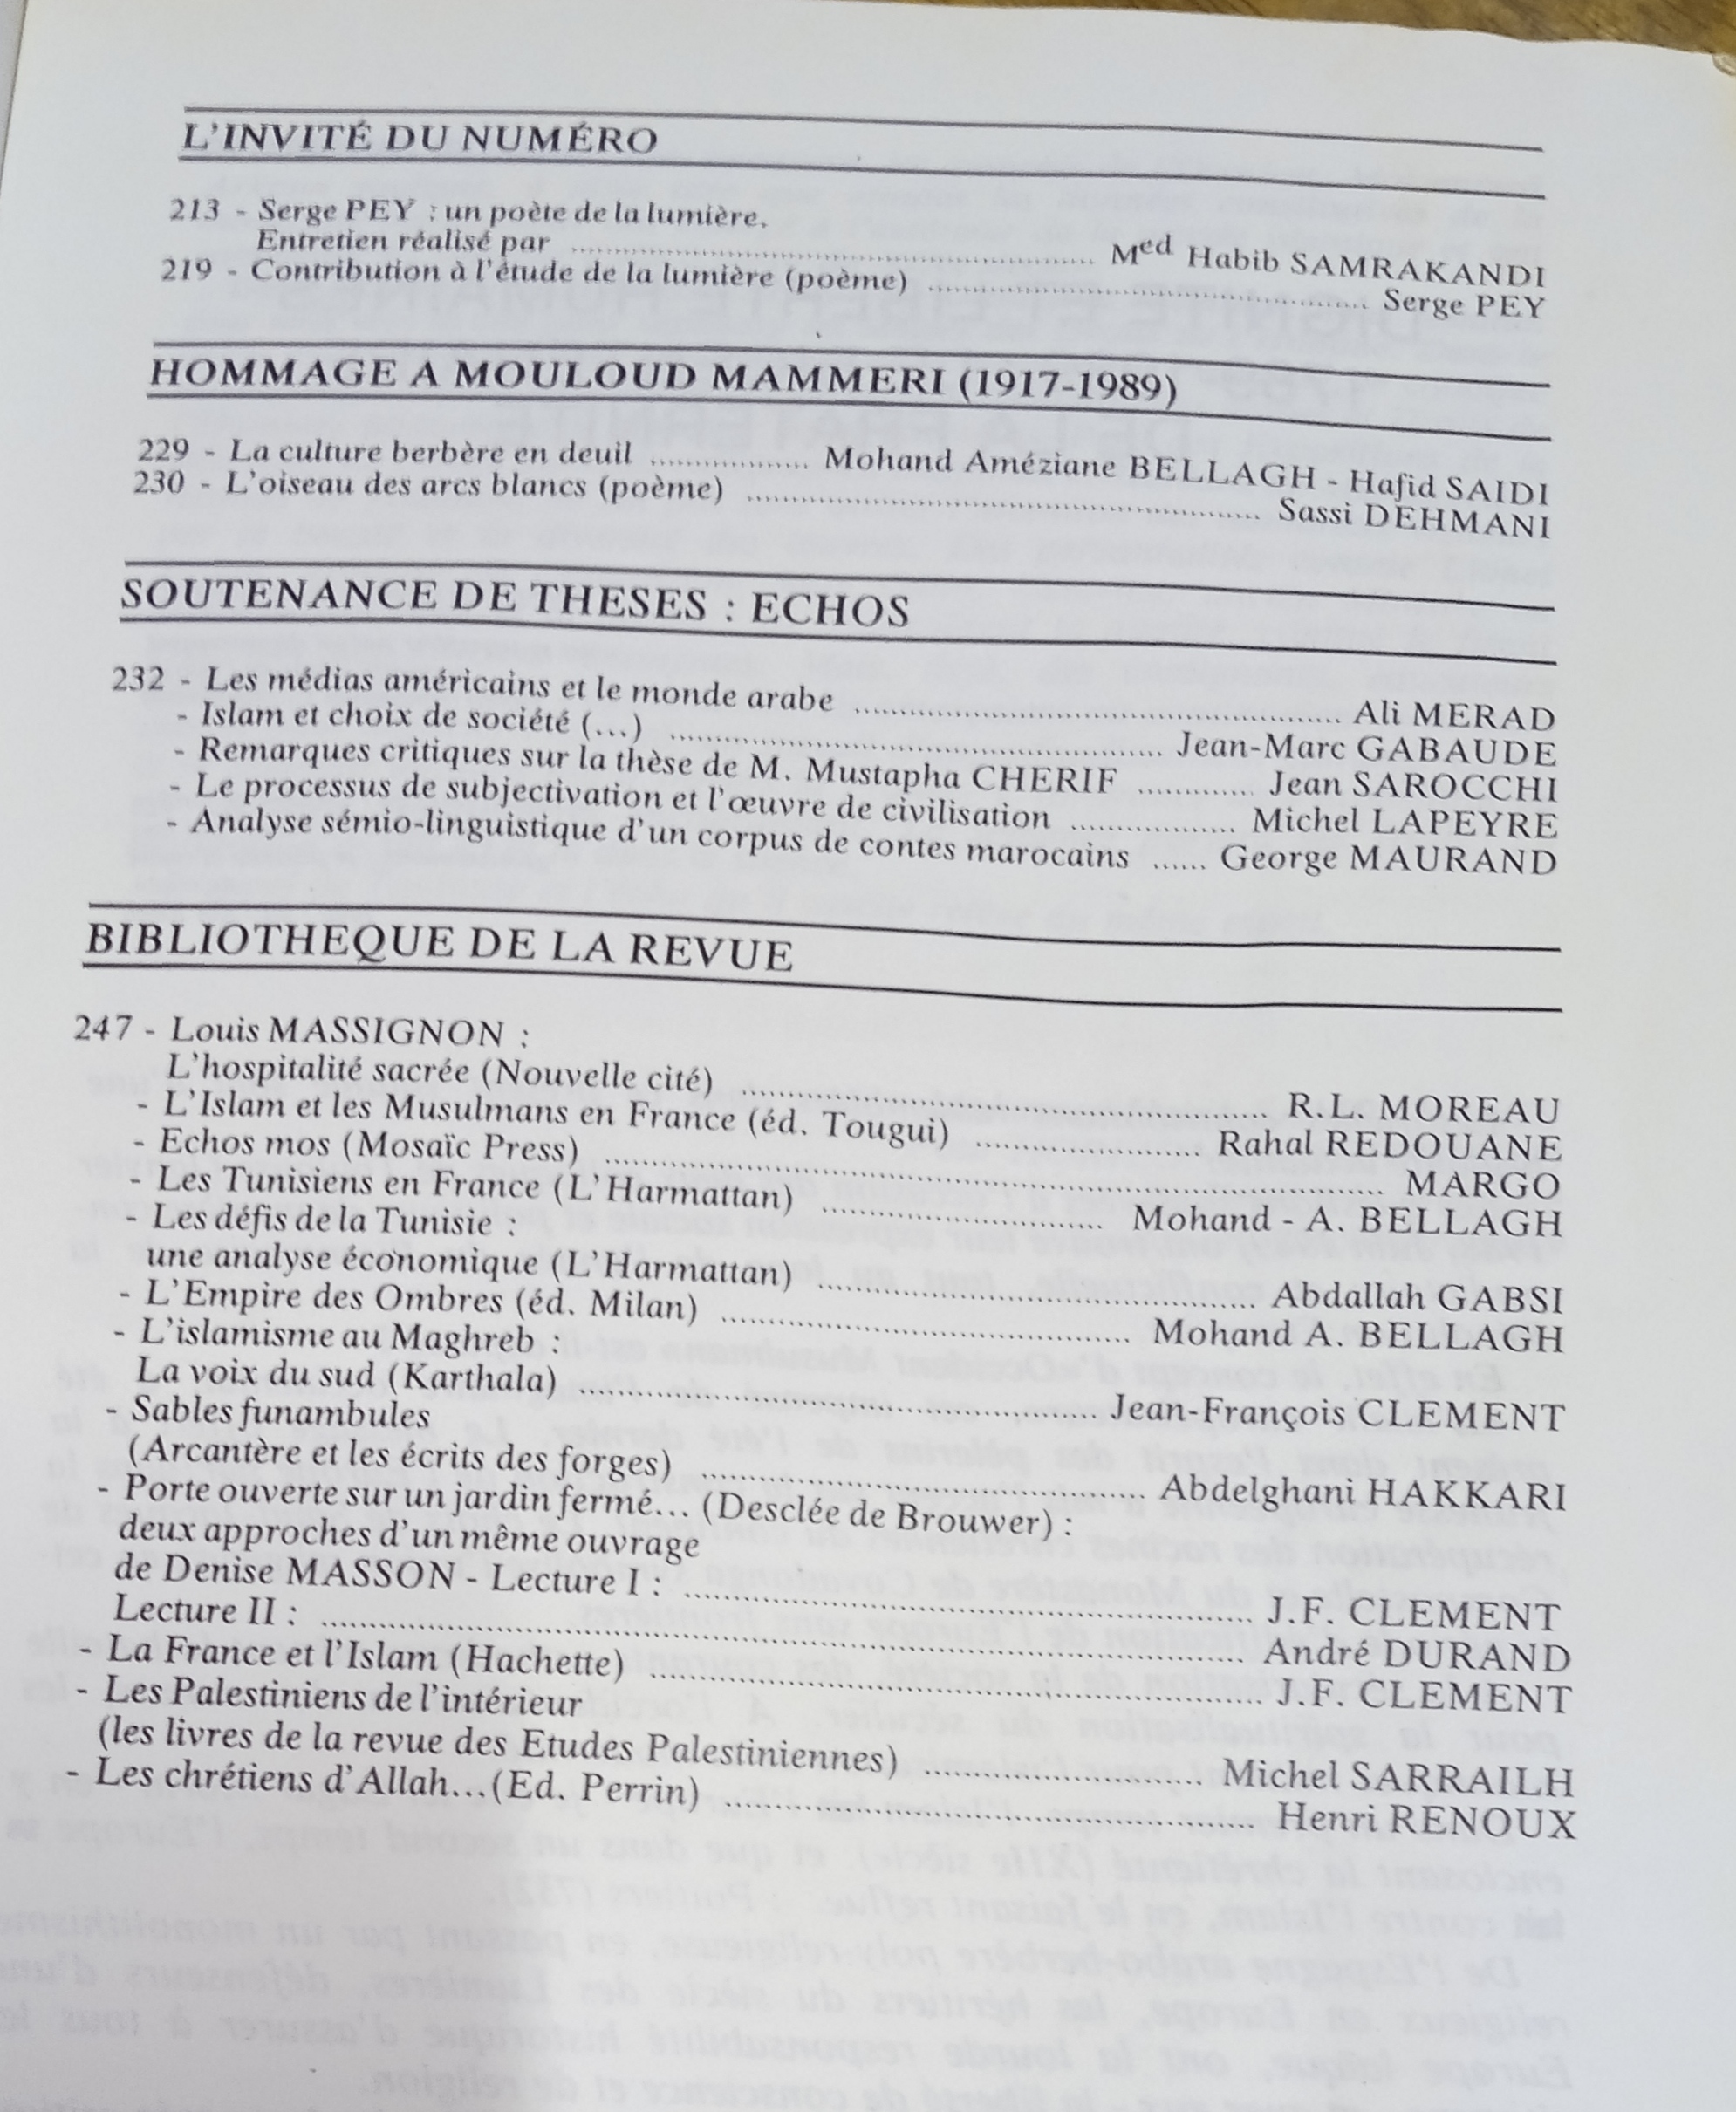 L'INVITÉ DU NUMÉRO
213 - Serge PEY : un poète de la lumière.
Entretien réalisé par .......... Med Habib SAMRAKANDI
219 - Contribution à l'étude de la lumière (poème) .......... Serge PEY
HOMMAGE A MOULOUD MAMMERI (1917-1989)
229 - La culture berbère en deuil .......... Mohand Améziane BELLAGH - Hafid SAIDI
230 - L'oiseau des arcs blancs (poème) .......... Sassi DEHMANI
SOUTENANCE DE THESES : ECHOS
232 - Les médias américains et le monde arabe .......... Ali MERAD
- Islam et choix de société (...) .......... Jean-Marc GABAUDE
- Remarques critiques sur la thèse de M. Mustapha CHERIF .......... Jean SAROCCHI
- Le processus de subjectivation et l'œuvre de civilisation .......... Michel LAPEYRE
- Analyse sémio-linguistique d'un corpus de contes marocains ...... George MAURAND
BIBLIOTHEQUE DE LA REVUE
247 - Louis MASSIGNON :
L'hospitalité sacrée (Nouvelle cité) .......... R.L. MOREAU
- L'Islam et les Musulmans en France (éd. Tougui) .......... Rahal REDOUANE
- Echos mos (Mosaïc Press) .......... MARGO
- Les Tunisiens en France (L'Harmattan) .......... Mohand - A. BELLAGH
- Les défis de la Tunisie :
une analyse économique (L'Harmattan) .......... Abdallah GABSI
- L'Empire des Ombres (éd. Milan) .......... Mohand A. BELLAGH
- L'islamisme au Maghreb :
La voix du sud (Karthala) .......... Jean-François CLEMENT
- Sables funambules
(Arcantère et les écrits des forges) .......... Abdelghani HAKKARI
- Porte ouverte sur un jardin fermé... (Desclée de Brouwer) :
deux approches d'un même ouvrage
de Denise MASSON - Lecture I : .......... J.F. CLEMENT
Lecture II : .......... André DURAND
- La France et l'Islam (Hachette) .......... J.F. CLEMENT
- Les Palestiniens de l'intérieur
(les livres de la revue des Etudes Palestiniennes) .......... Michel SARRAILH
- Les chrétiens d'Allah...(Ed. Perrin) .......... Henri RENOUX